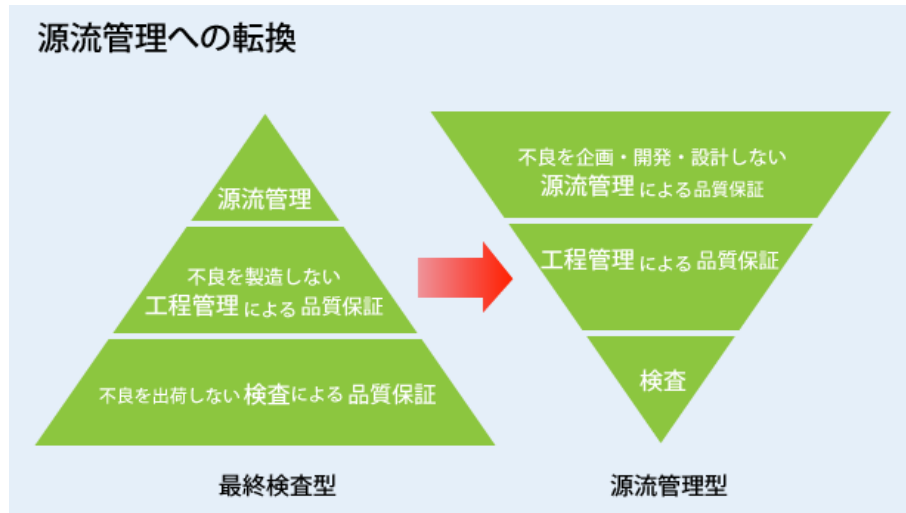 源流管理への転換
源流管理
不良を製造しない
工程管理による品質保証
不良を出荷しない検査による品質保証
最終検査型
不良を企画・開発・設計しない
源流管理による品質保証
工程管理による品質保証
検査
源流管理型